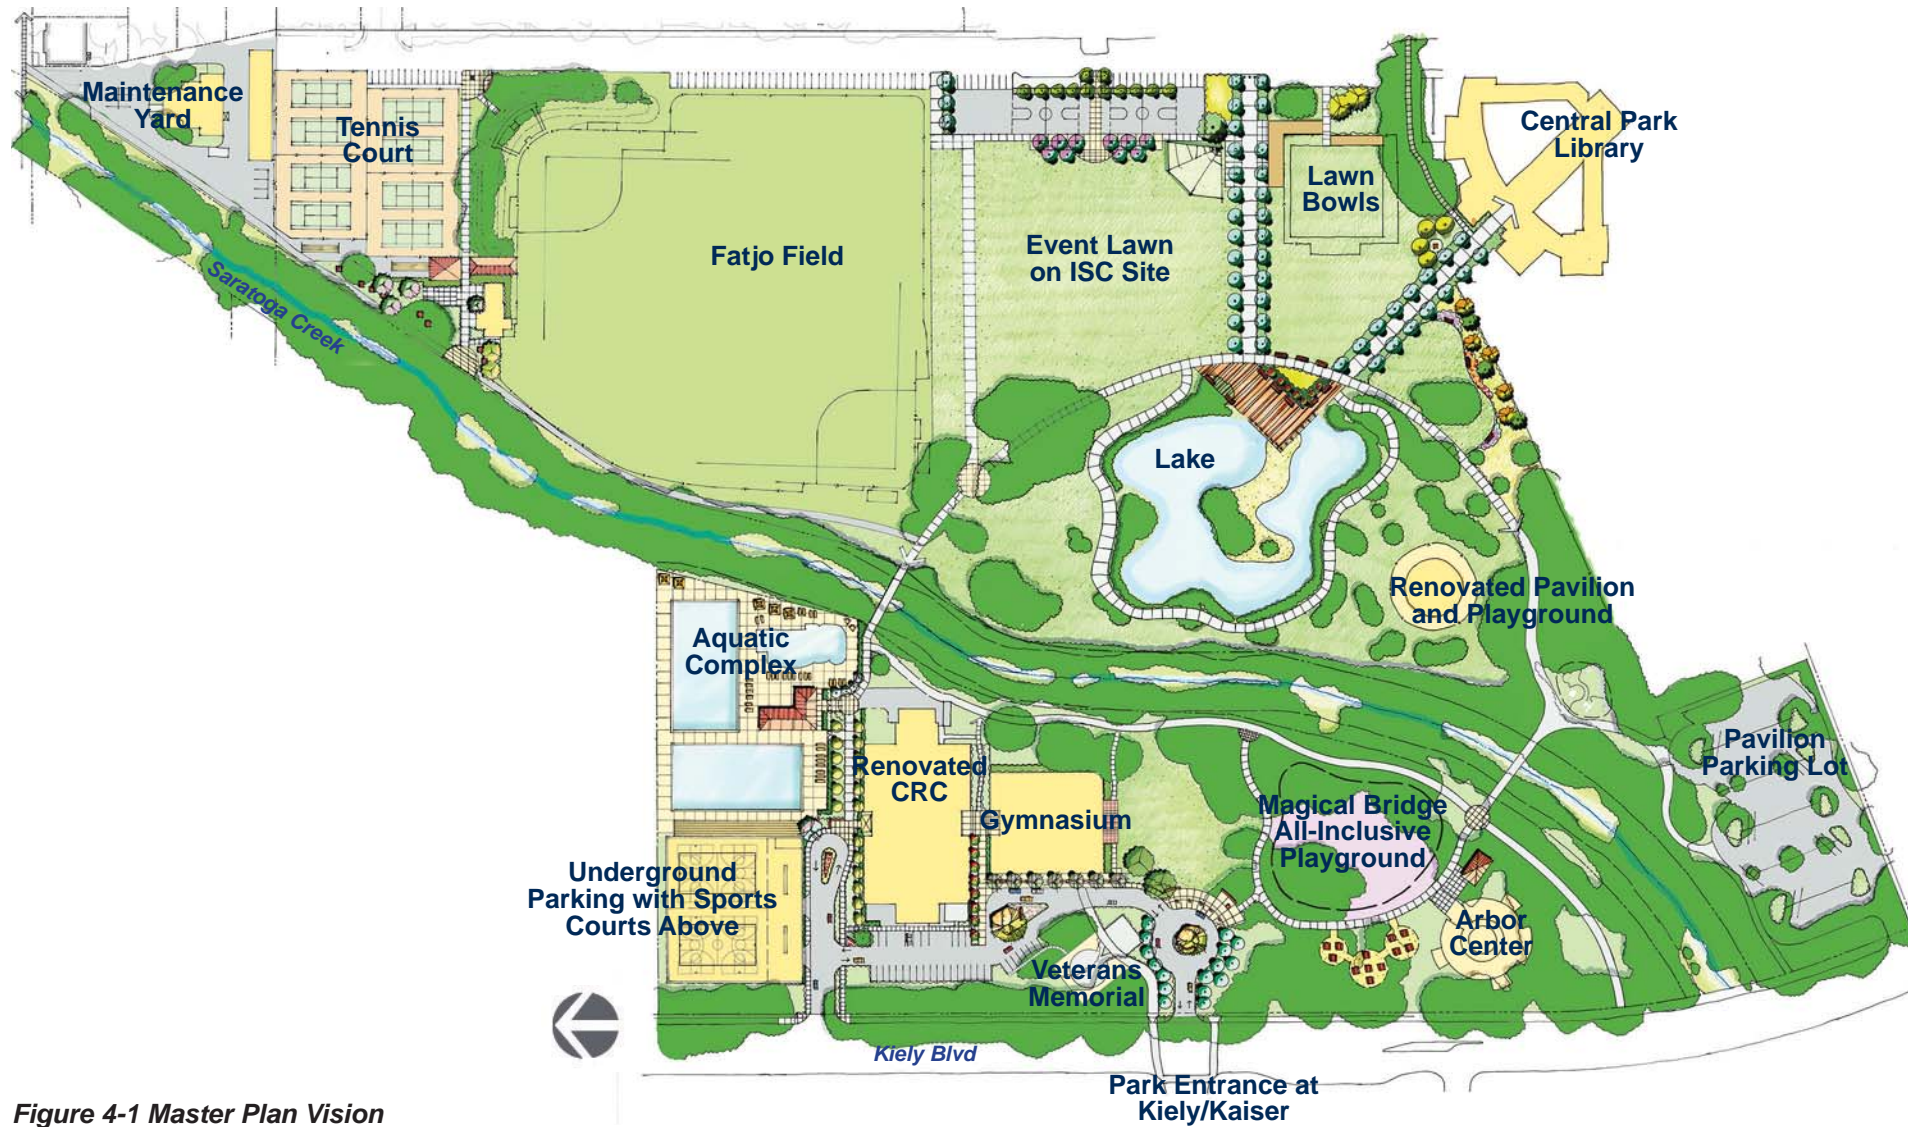 Maintenance
Yard
Tennis
Court
Central Park
Library
Lawn
Bowls
Fatjo Field
Event Lawn
on ISC Site
Saratoga Creek
Lake
Renovated Pavilion
and Playground
Aquatic
Complex
Renovated
CRC
Gymnasium
Magical Bridge
All-Inclusive
Playground
Pavilion
Parking Lot
Underground
Parking with Sports
Courts Above
Arbor
Center
Veterans
Memorial
Kiely Blvd
Park Entrance at
Kiely/Kaiser
Figure 4-1 Master Plan Vision